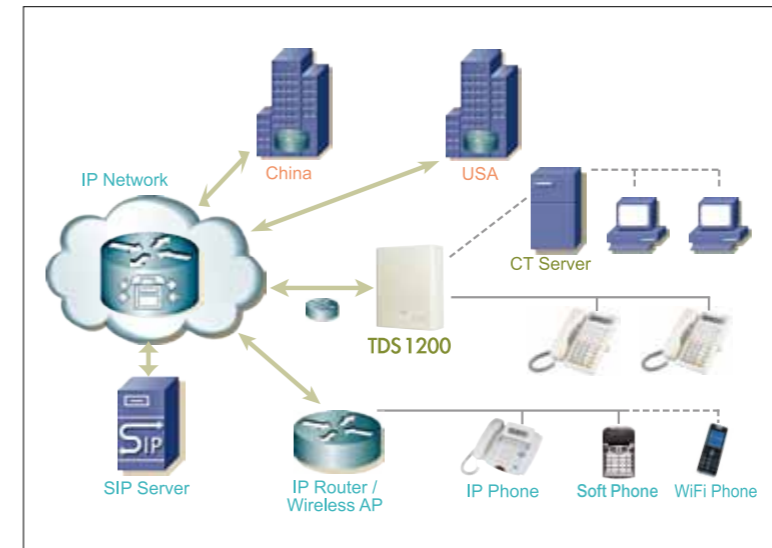 IP Network
China
USA
CT Server
TDS 1200
SIP
SIP Server
IP Router /
Wireless AP
IP Phone
Soft Phone
WiFi Phone